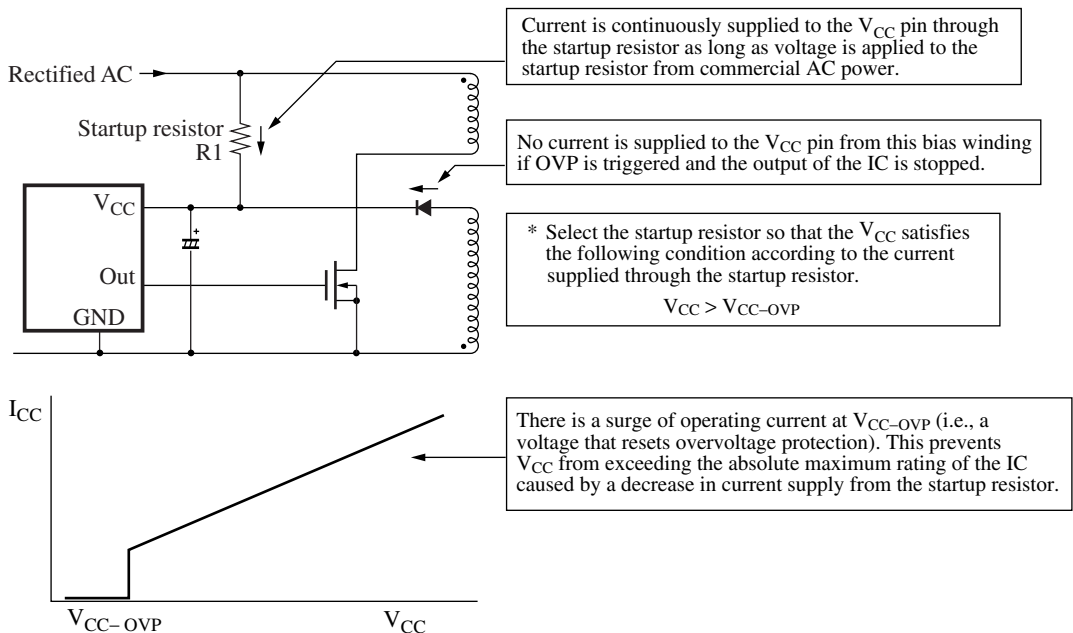 Current is continuously supplied to the VCC pin through
the startup resistor as long as voltage is applied to the
startup resistor from commercial AC power.
Rectified AC
Startup resistor
R1
No current is supplied to the VCC pin from this bias winding
if OVP is triggered and the output of the IC is stopped.
VCC
+
Out
GND
* Select the startup resistor so that the VCC satisfies
the following condition according to the current
supplied through the startup resistor.
VCC > VCC–OVP
ICC
There is a surge of operating current at VCC–OVP (i.e., a
voltage that resets overvoltage protection). This prevents
VCC from exceeding the absolute maximum rating of the IC
caused by a decrease in current supply from the startup resistor.
VCC– OVP
VCC